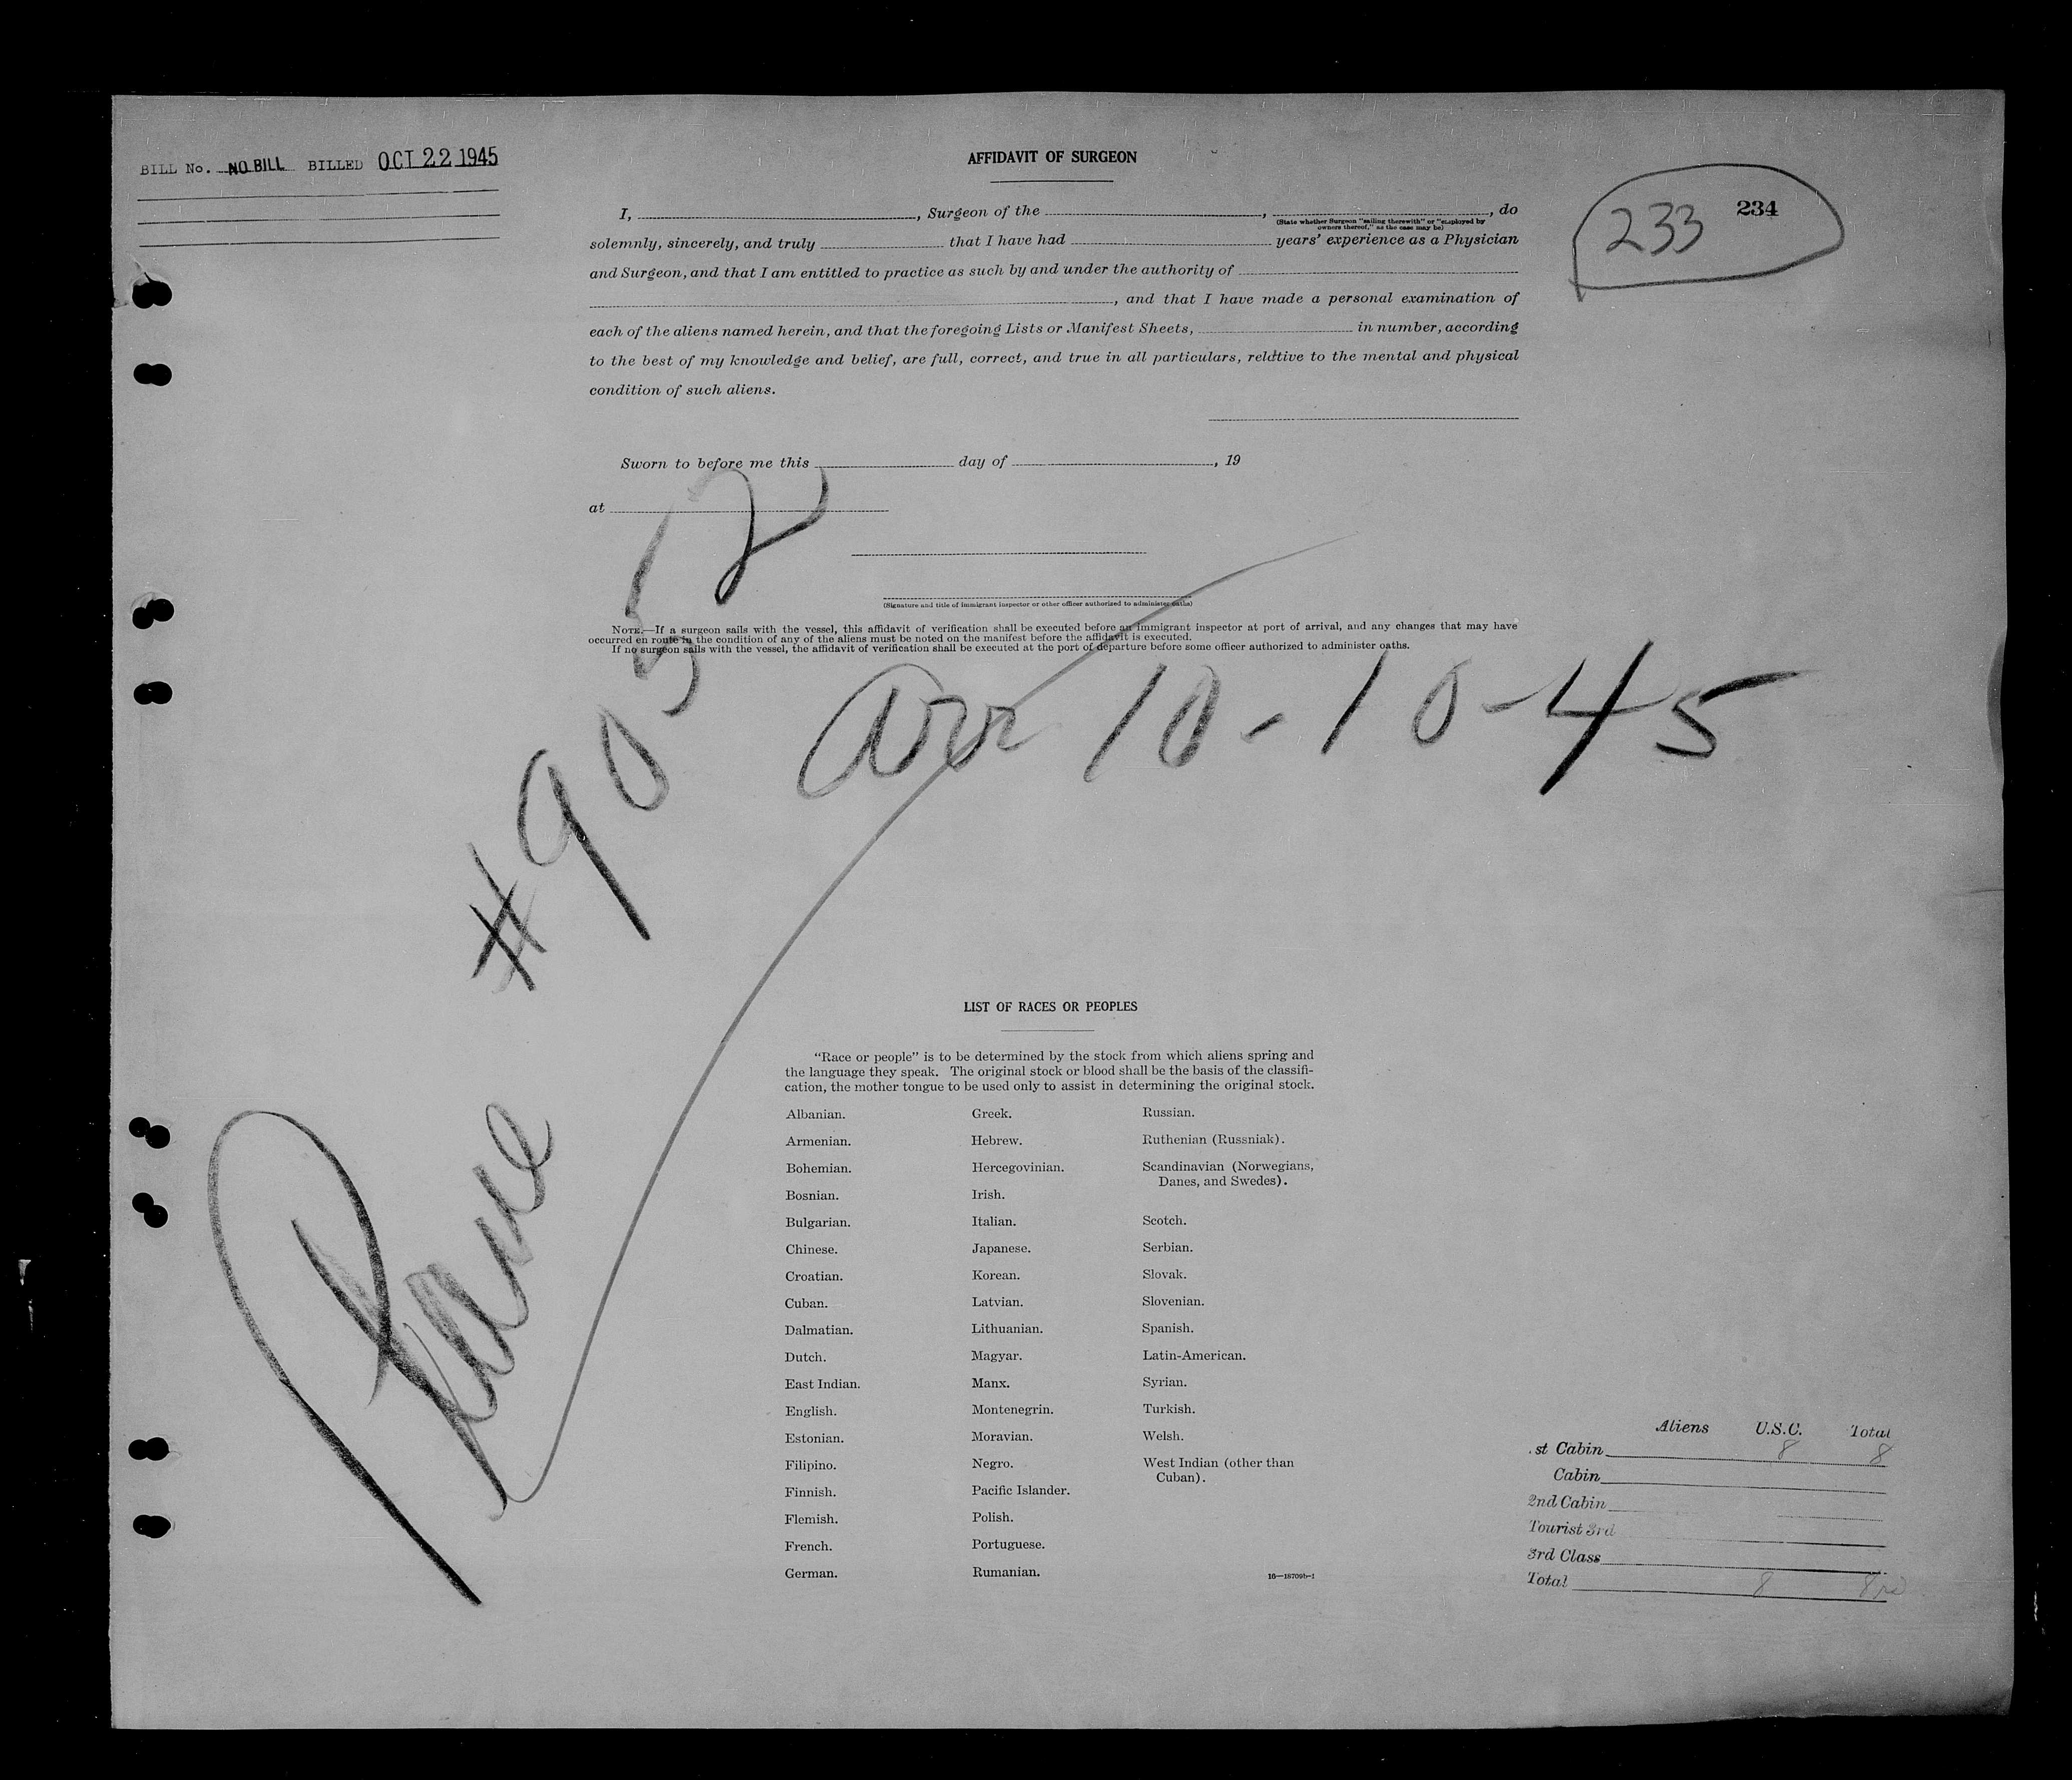 BILL No. NO BILL BILLED OCT 22 1945
AFFIDAVIT OF SURGEON
233
234
I, , Surgeon of the , , do
(State whether Surgeon "sailing therewith" or "employed by
owners thereof," as the case may be)
solemnly, sincerely, and truly that I have had years' experience as a Physician
and Surgeon, and that I am entitled to practice as such by and under the authority of
, and that I have made a personal examination of
each of the aliens named herein, and that the foregoing Lists or Manifest Sheets, in number, according
to the best of my knowledge and belief, are full, correct, and true in all particulars, relative to the mental and physical
condition of such aliens.
Sworn to before me this day of , 19
at
(Signature and title of immigrant inspector or other officer authorized to administer oaths)
NOTE.—If a surgeon sails with the vessel, this affidavit of verification shall be executed before an immigrant inspector at port of arrival, and any changes that may have
occurred en route in the condition of any of the aliens must be noted on the manifest before the affidavit is executed.
If no surgeon sails with the vessel, the affidavit of verification shall be executed at the port of departure before some officer authorized to administer oaths.
Plane #9052
arr 10-10-45
LIST OF RACES OR PEOPLES
"Race or people" is to be determined by the stock from which aliens spring and
the language they speak. The original stock or blood shall be the basis of the classifi-
cation, the mother tongue to be used only to assist in determining the original stock.
Albanian.
Armenian.
Bohemian.
Bosnian.
Bulgarian.
Chinese.
Croatian.
Cuban.
Dalmatian.
Dutch.
East Indian.
English.
Estonian.
Filipino.
Finnish.
Flemish.
French.
German.
Greek.
Hebrew.
Hercegovinian.
Irish.
Italian.
Japanese.
Korean.
Latvian.
Lithuanian.
Magyar.
Manx.
Montenegrin.
Moravian.
Negro.
Pacific Islander.
Polish.
Portuguese.
Rumanian.
Russian.
Ruthenian (Russniak).
Scandinavian (Norwegians,
Danes, and Swedes).
Scotch.
Serbian.
Slovak.
Slovenian.
Spanish.
Latin-American.
Syrian.
Turkish.
Welsh.
West Indian (other than
Cuban).
16—18709b-1
Aliens U.S.C. Total
st Cabin 8 8
Cabin
2nd Cabin
Tourist 3rd
3rd Class
Total 8 8